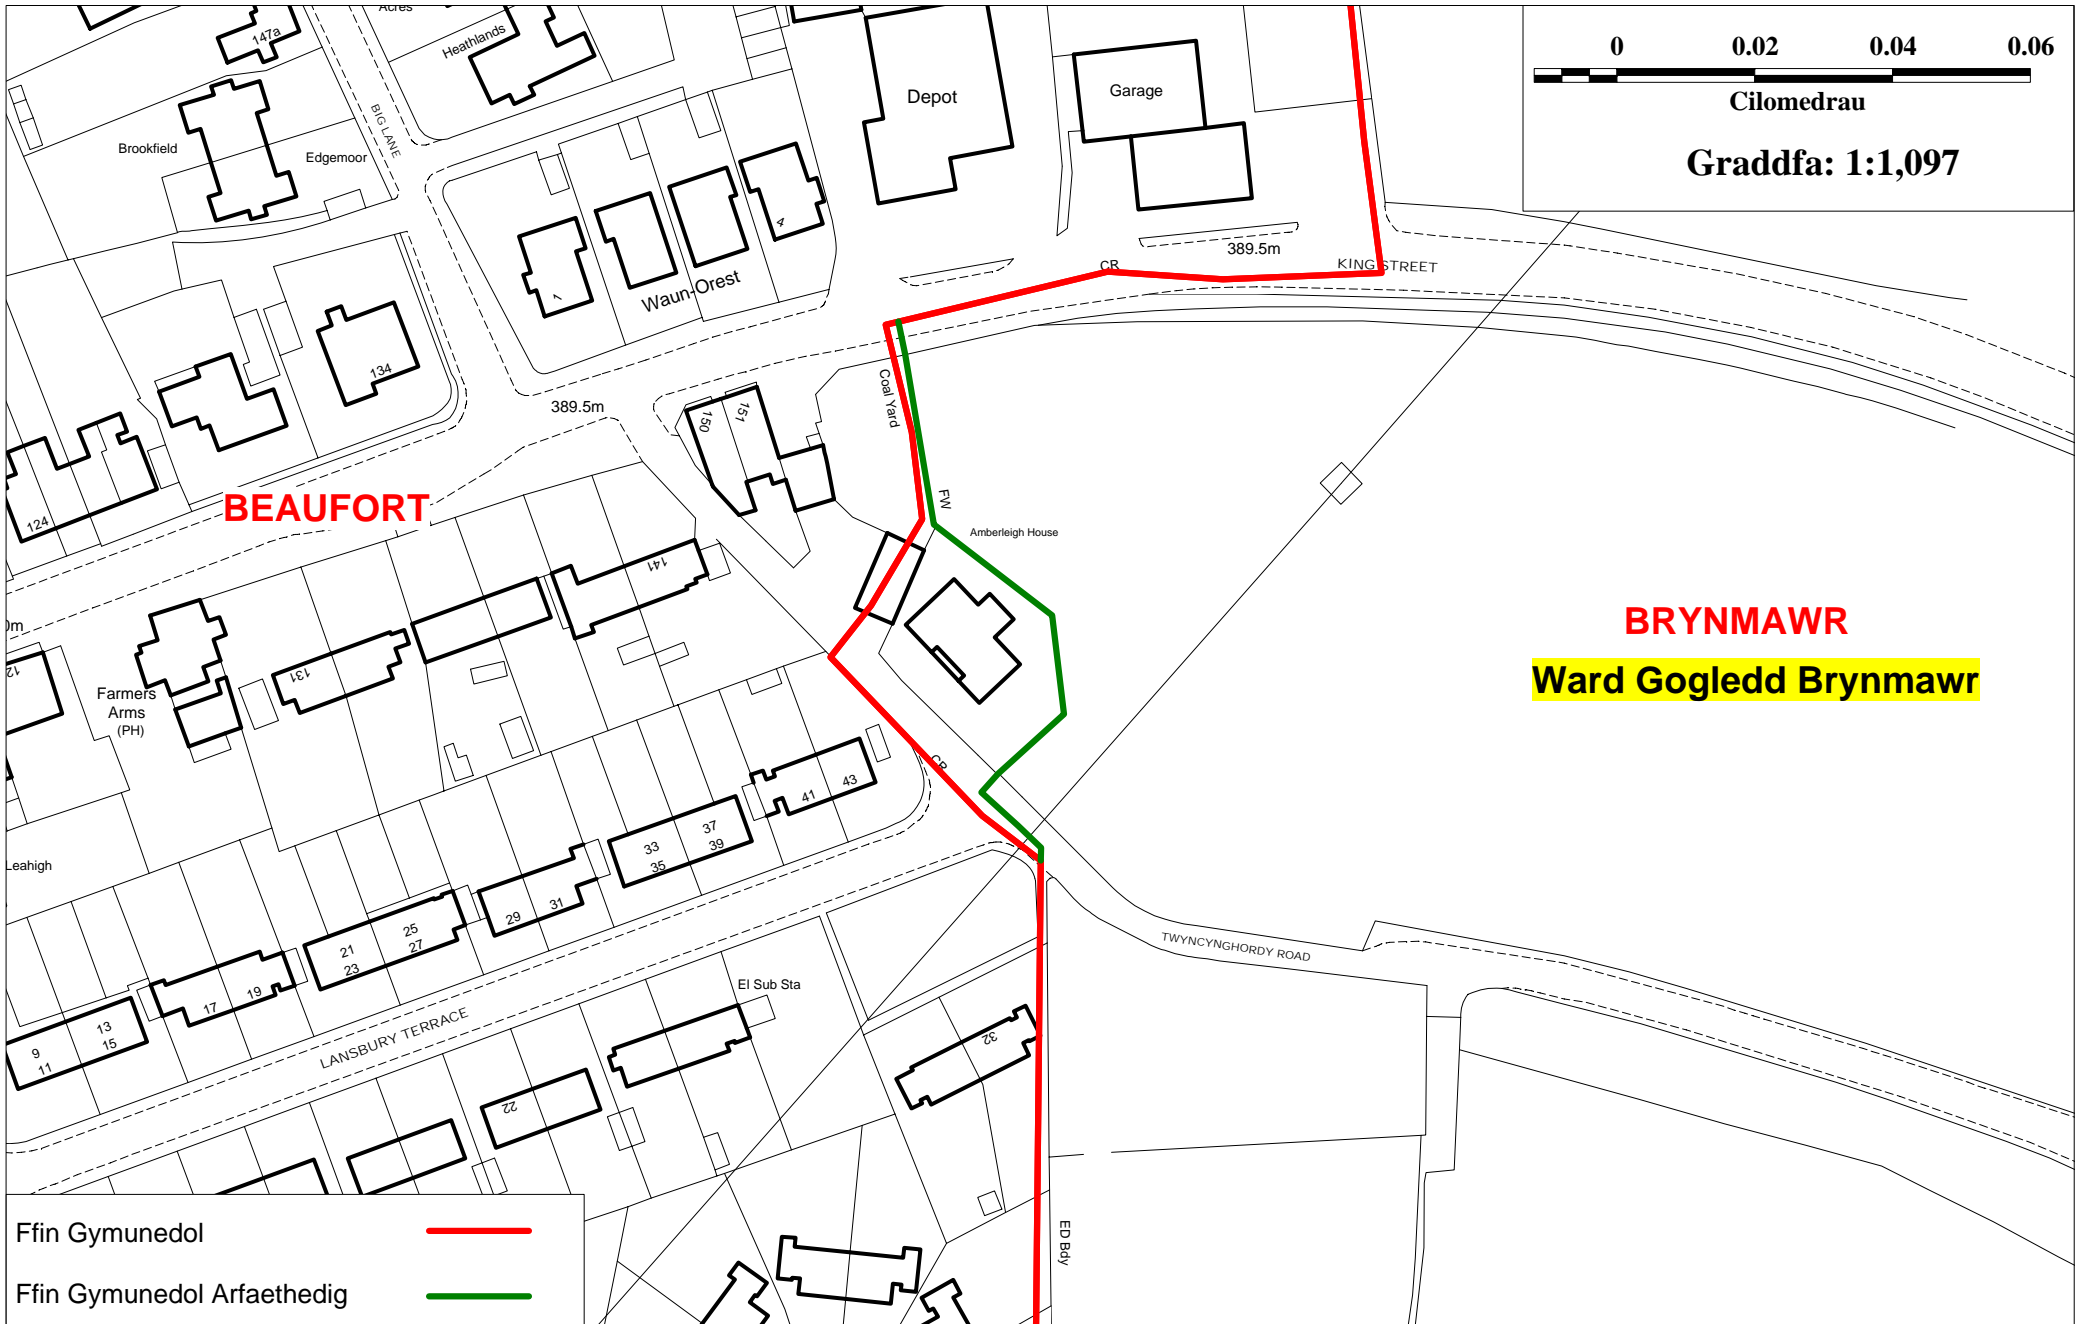 Acres
147a
Heathlands
BIG LANE
Brookfield
Edgemoor
Depot
Garage
0 0.02 0.04 0.06
Cilomedrau
Graddfa: 1:1,097
1
4
Waun-Orest
389.5m
CR
KING STREET
134
389.5m
150
151
Coal Yard
FW
Amberleigh House
124
BEAUFORT
141
131
Farmers
Arms
(PH)
BRYNMAWR
Ward Gogledd Brynmawr
CR
41
43
33
35
37
39
Leahigh
29
31
21
23
25
27
17
19
13
15
9
11
LANSBURY TERRACE
El Sub Sta
TWYNCYNGHORDY ROAD
32
22
ED Bdy
Ffin Gymunedol
Ffin Gymunedol Arfaethedig